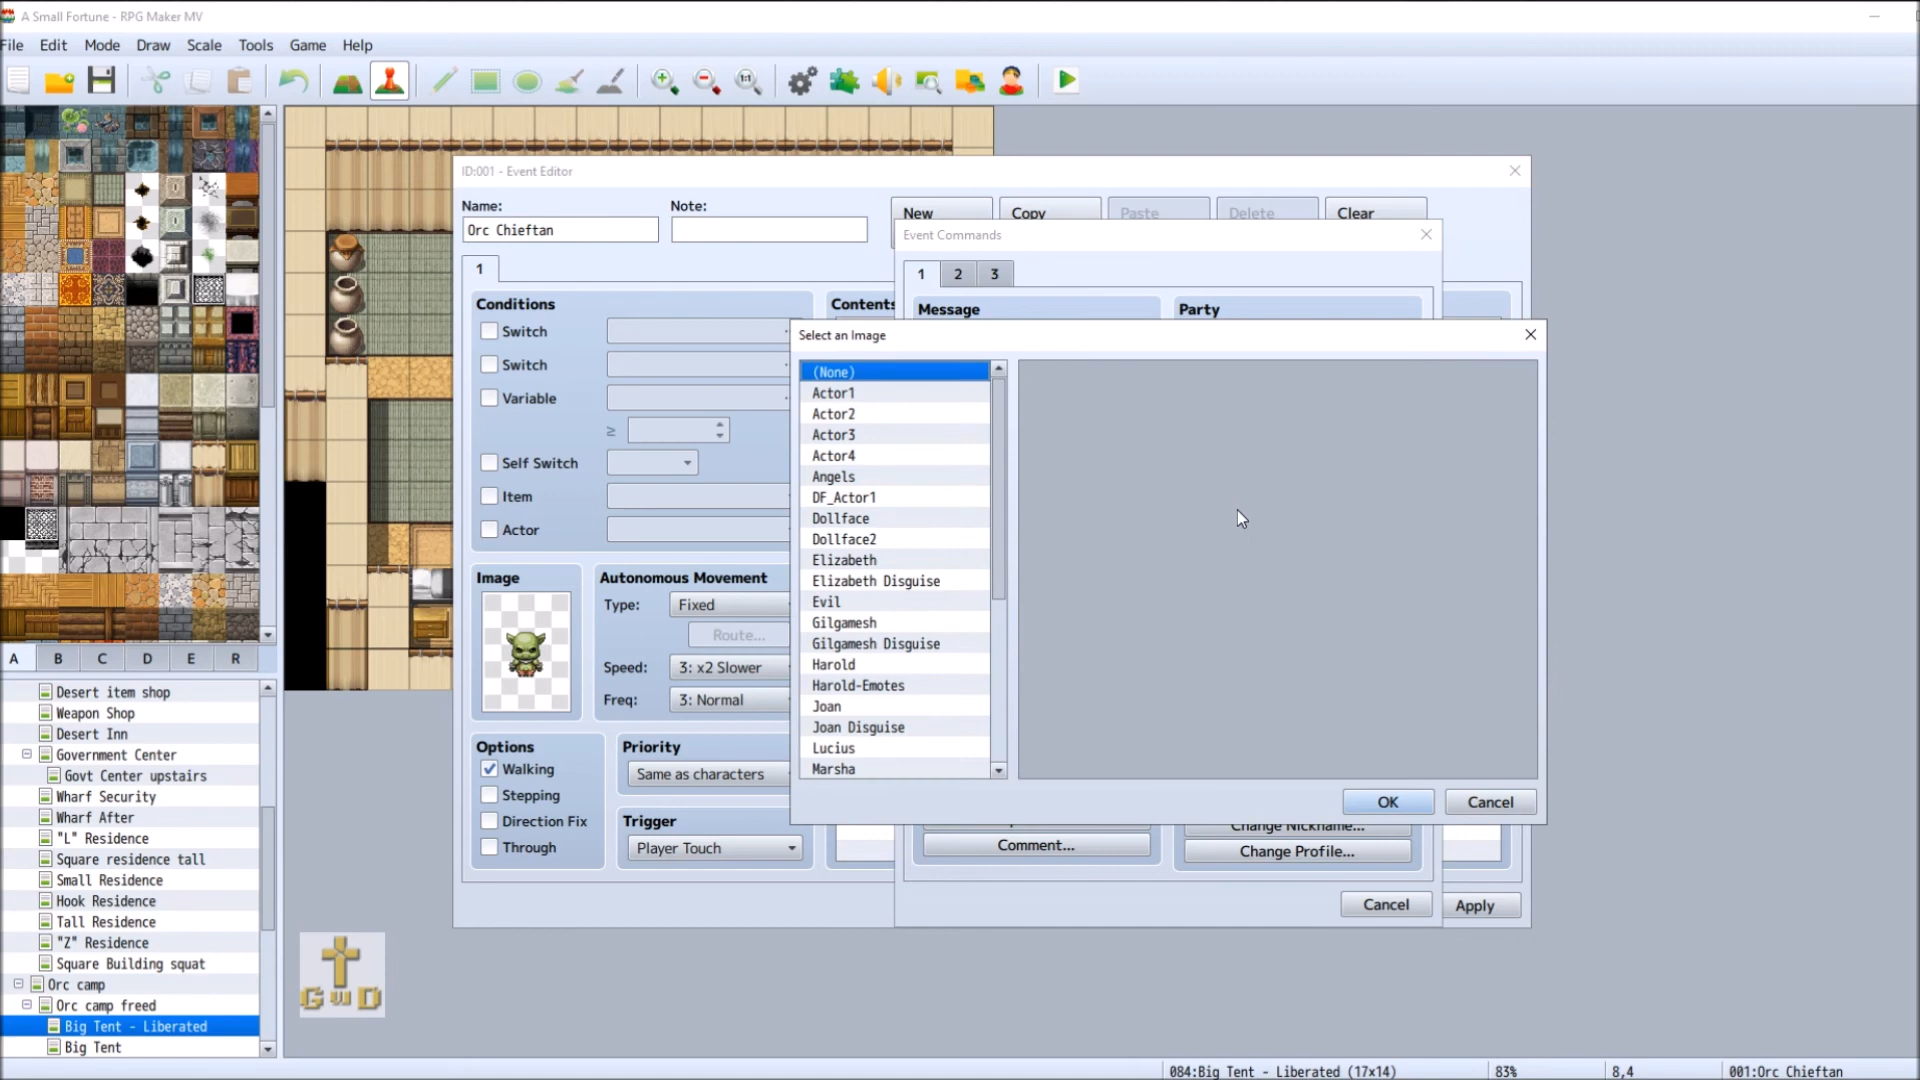 A Small Fortune - RPG Maker MV
File Edit Mode Draw Scale Tools Game Help
1:1
ID:001 - Event Editor
Name:
Note:
Orc Chieftan
New Copy Paste Delete Clear
Event Commands
1
1 2 3
Conditions
Contents
Message
Party
Switch
Switch
Variable
≥
Self Switch
Item
Actor
Select an Image
(None)
Actor1
Actor2
Actor3
Actor4
Angels
DF_Actor1
Dollface
Dollface2
Elizabeth
Elizabeth Disguise
Evil
Gilgamesh
Gilgamesh Disguise
Harold
Harold-Emotes
Joan
Joan Disguise
Lucius
Marsha
OK Cancel
Image
Autonomous Movement
Type: Fixed
Route...
Speed: 3: x2 Slower
Freq: 3: Normal
Options
Walking
Stepping
Direction Fix
Through
Priority
Same as characters
Trigger
Player Touch
Comment...
Change Nickname...
Change Profile...
Cancel
Apply
A B C D E R
Desert item shop
Weapon Shop
Desert Inn
Government Center
Govt Center upstairs
Wharf Security
Wharf After
"L" Residence
Square residence tall
Small Residence
Hook Residence
Tall Residence
"Z" Residence
Square Building squat
Orc camp
Orc camp freed
Big Tent - Liberated
Big Tent
GwD
084:Big Tent - Liberated (17x14) 83% 8,4 001:Orc Chieftan